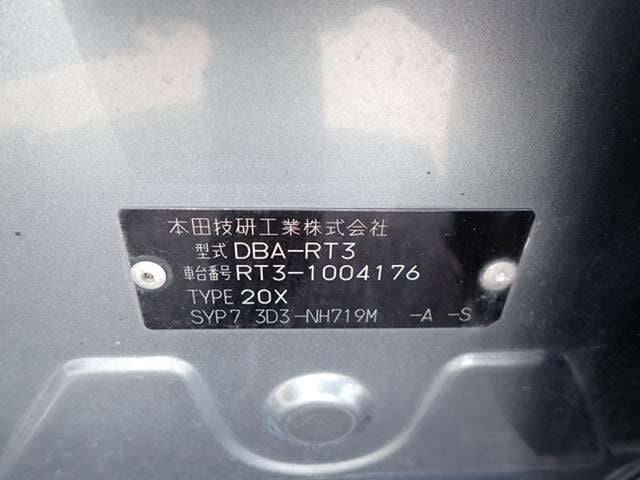 本田技研工業株式会社
型式 DBA-RT3
車台番号 RT3-1004176
TYPE 20X
SYP7 3D3-NH719M -A -S